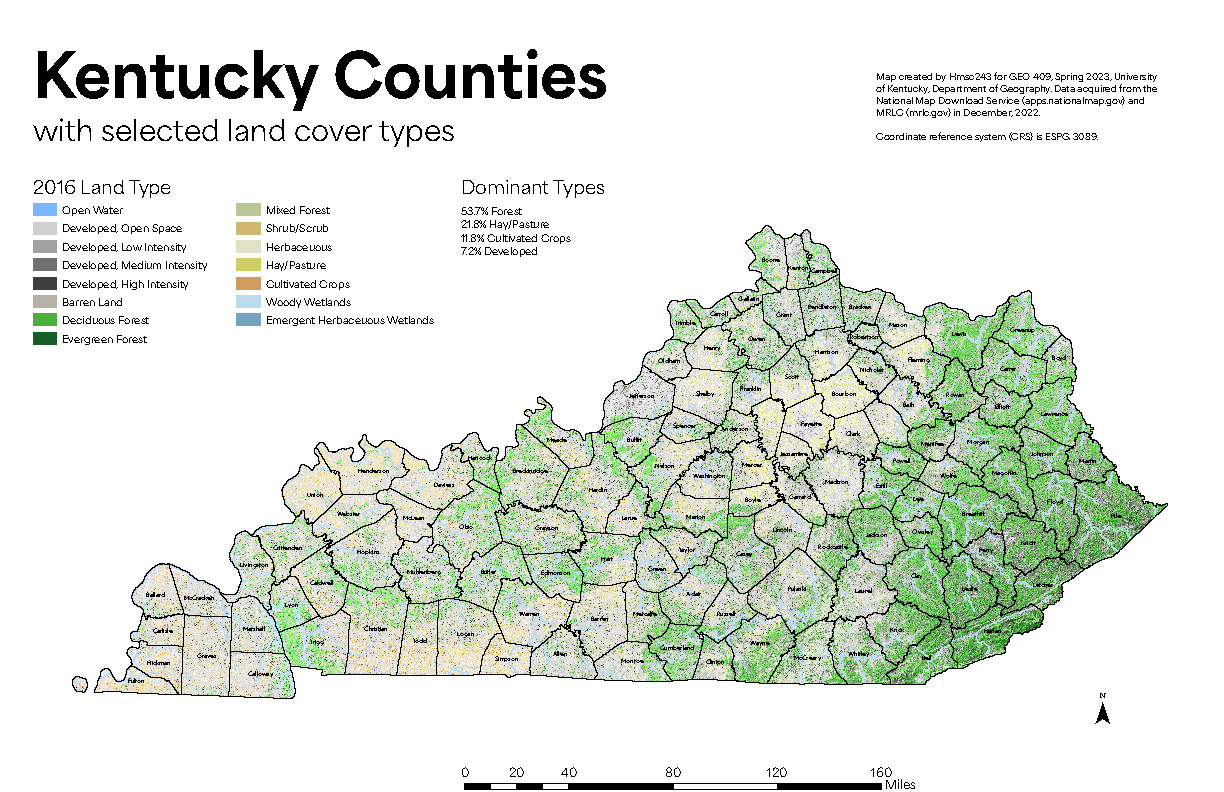 Kentucky Counties
with selected land cover types
Map created by Hmsc243 for GEO 409, Spring 2023, University
of Kentucky, Department of Geography. Data acquired from the
National Map Download Service (apps.nationalmap.gov) and
MRLC (mrlc.gov) in December, 2022.
Coordinate reference system (CRS) is ESPG 3089.
2016 Land Type
Open Water
Developed, Open Space
Developed, Low Intensity
Developed, Medium Intensity
Developed, High Intensity
Barren Land
Deciduous Forest
Evergreen Forest
Mixed Forest
Shrub/Scrub
Herbaceuous
Hay/Pasture
Cultivated Crops
Woody Wetlands
Emergent Herbaceuous Wetlands
Dominant Types
53.7% Forest
21.8% Hay/Pasture
11.8% Cultivated Crops
7.2% Developed
Boone
Kenton
Campbell
Gallatin
Carroll
Trimble
Grant
Pendleton
Bracken
Owen
Mason
Robertson
Lewis
Greenup
Henry
Oldham
Harrison
Fleming
Boyd
Carter
Nicholas
Scott
Franklin
Shelby
Jefferson
Bourbon
Bath
Rowan
Elliott
Lawrence
Spencer
Anderson
Fayette
Clark
Bullitt
Meade
Menifee
Morgan
Johnson
Martin
Hancock
Breckinridge
Nelson
Washington
Mercer
Jessamine
Madison
Powell
Wolfe
Magoffin
Henderson
Union
Daviess
Hardin
Boyle
Garrard
Estill
Lee
Floyd
Pike
Webster
McLean
Ohio
Grayson
Larue
Marion
Lincoln
Rockcastle
Jackson
Owsley
Breathitt
Knott
Perry
Crittenden
Hopkins
Livingston
Caldwell
Muhlenberg
Butler
Edmonson
Hart
Green
Taylor
Casey
Pulaski
Laurel
Clay
Leslie
Letcher
Ballard
McCracken
Lyon
Adair
Russell
Warren
Barren
Metcalfe
Carlisle
Graves
Marshall
Trigg
Christian
Todd
Logan
Simpson
Allen
Monroe
Cumberland
Clinton
Wayne
McCreary
Whitley
Knox
Bell
Harlan
Hickman
Fulton
Calloway
N
0 20 40 80 120 160
Miles